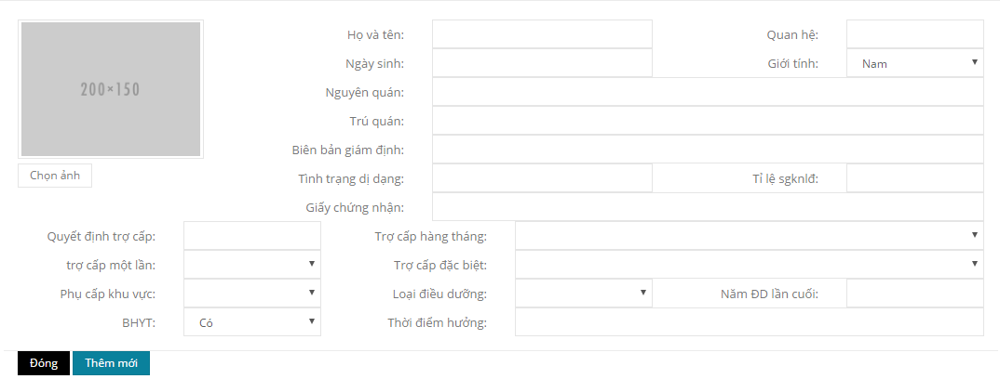 Họ và tên: Quan hệ:
200×150
Ngày sinh: Giới tính: Nam
Nguyên quán:
Trú quán:
Biên bản giám định:
Chọn ảnh
Tình trạng dị dạng: Tỉ lệ sgknlđ:
Giấy chứng nhận:
Quyết định trợ cấp: Trợ cấp hàng tháng:
trợ cấp một lần: Trợ cấp đặc biệt:
Phụ cấp khu vực: Loại điều dưỡng: Năm ĐD lần cuối:
BHYT: Có Thời điểm hưởng:
Đóng Thêm mới